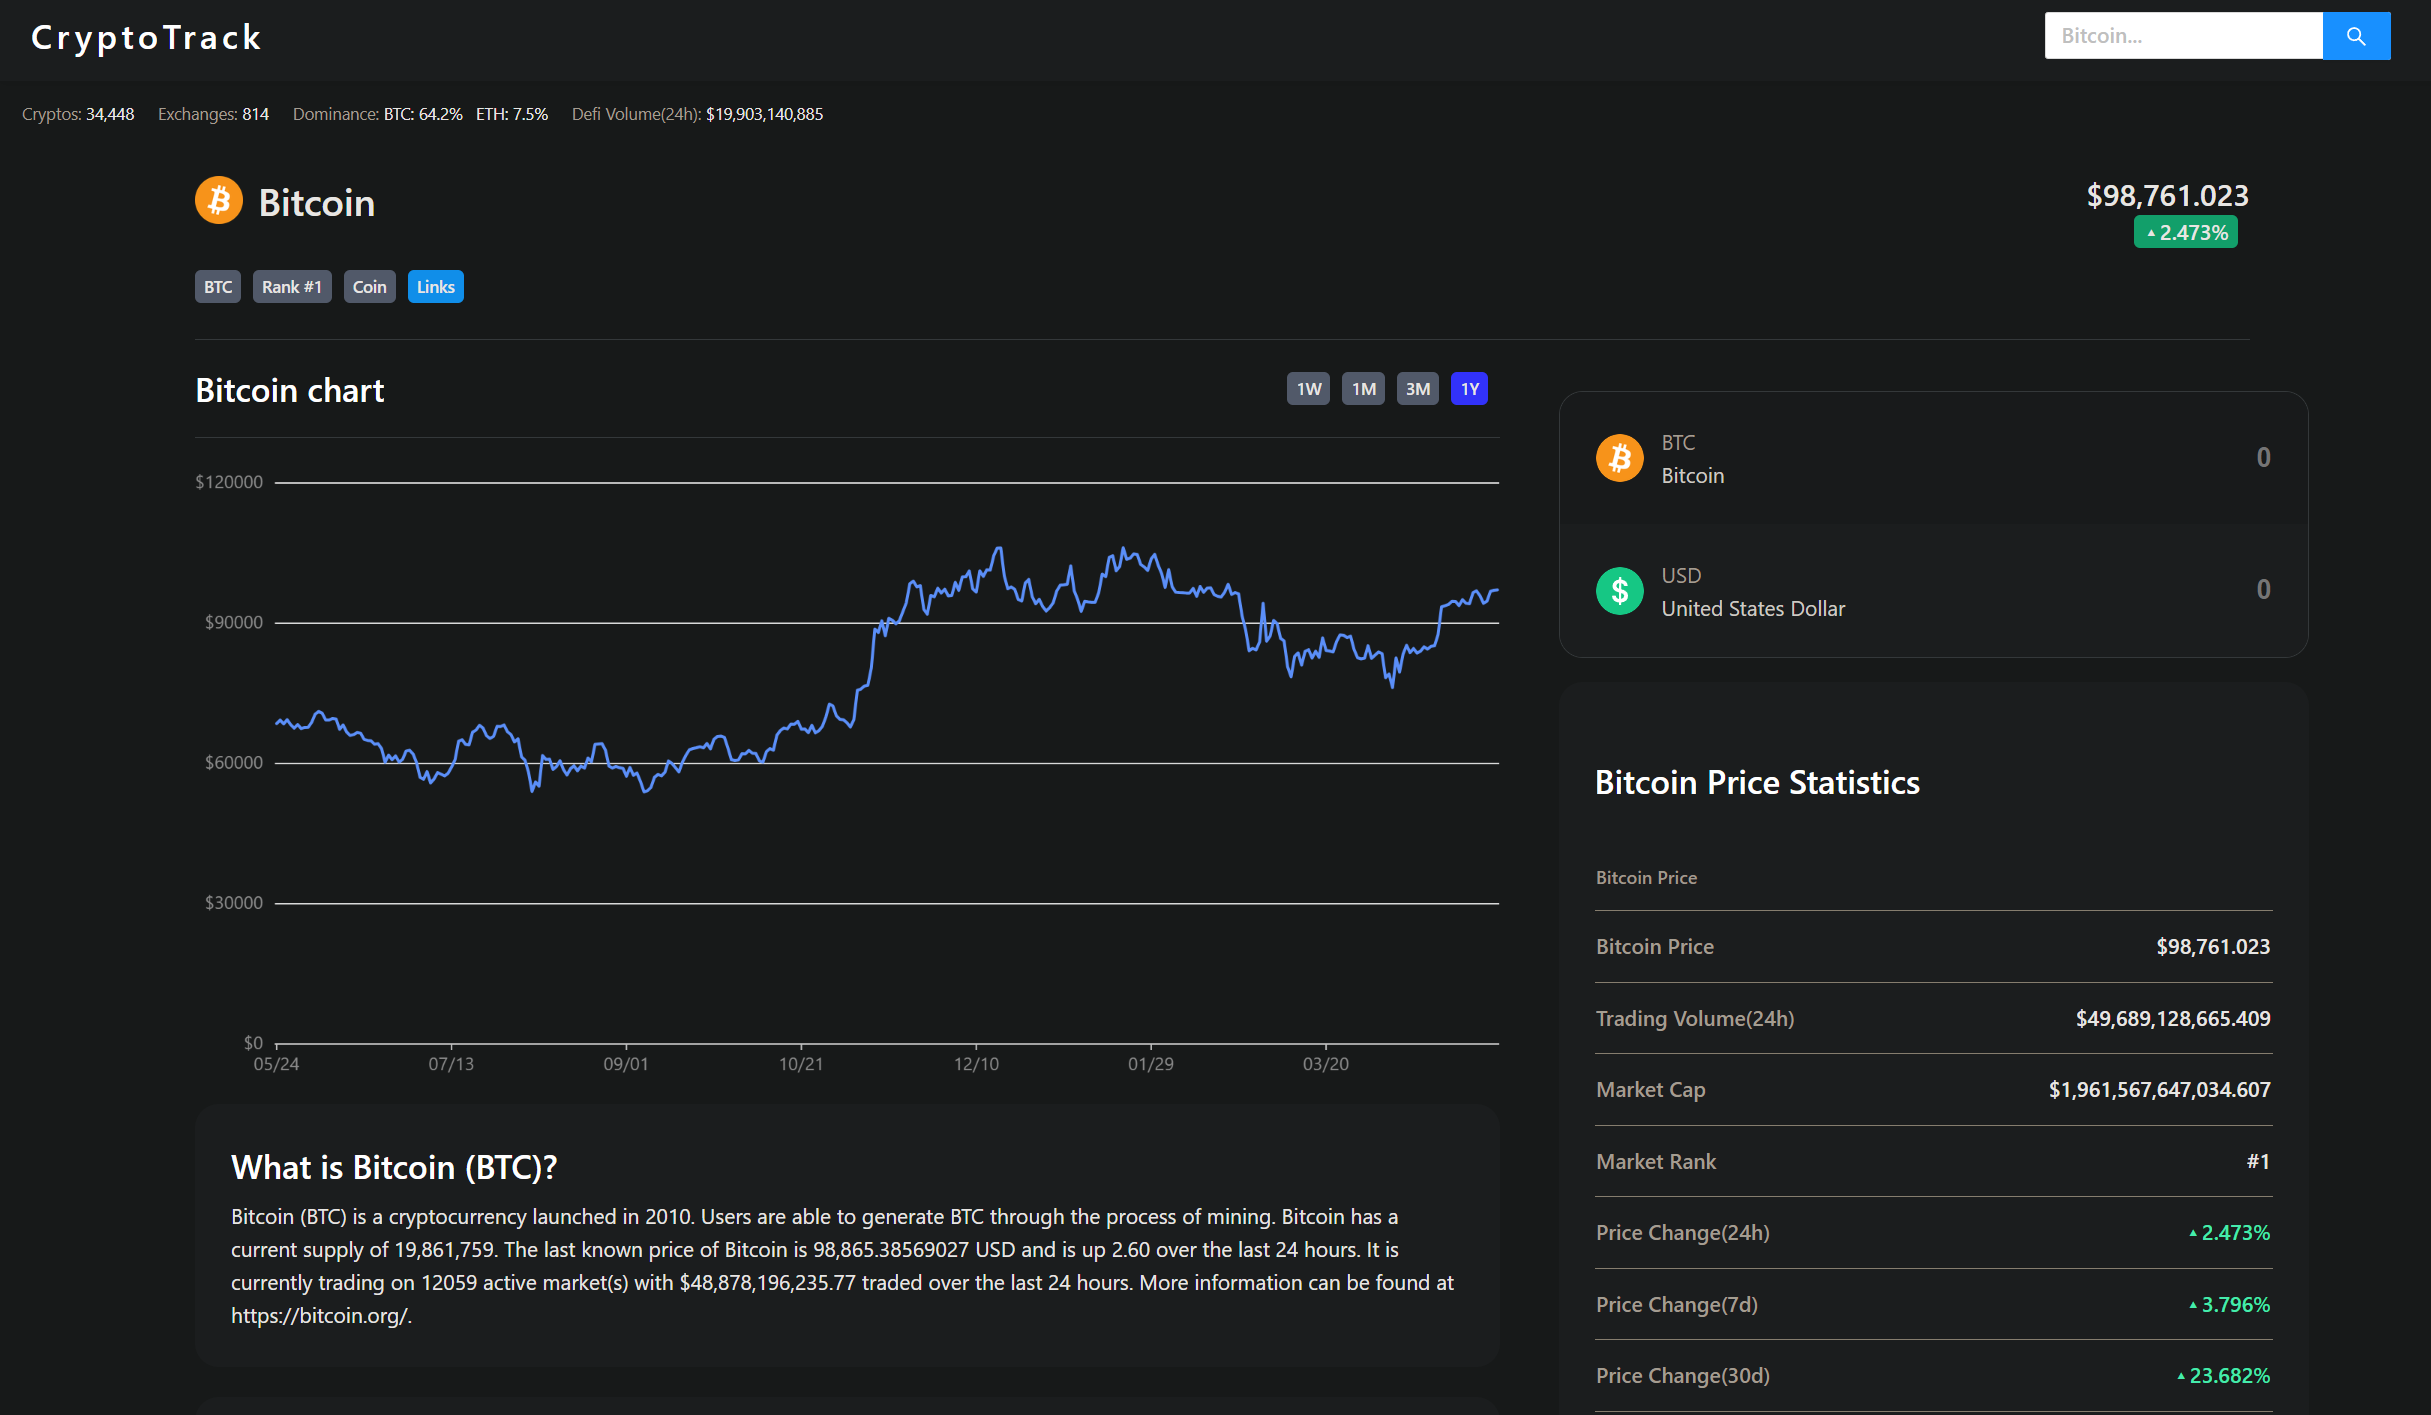 CryptoTrack
Bitcoin...
Cryptos: 34,448 Exchanges: 814 Dominance: BTC: 64.2% ETH: 7.5% Defi Volume(24h): $19,903,140,885
Bitcoin
$98,761.023
2.473%
BTC Rank #1 Coin Links
Bitcoin chart
1W 1M 3M 1Y
$120000
$90000
$60000
$30000
$0
05/24 07/13 09/01 10/21 12/10 01/29 03/20
What is Bitcoin (BTC)?
Bitcoin (BTC) is a cryptocurrency launched in 2010. Users are able to generate BTC through the process of mining. Bitcoin has a
current supply of 19,861,759. The last known price of Bitcoin is 98,865.38569027 USD and is up 2.60 over the last 24 hours. It is
currently trading on 12059 active market(s) with $48,878,196,235.77 traded over the last 24 hours. More information can be found at
https://bitcoin.org/.
BTC
Bitcoin
0
USD
United States Dollar
0
Bitcoin Price Statistics
Bitcoin Price
Bitcoin Price $98,761.023
Trading Volume(24h) $49,689,128,665.409
Market Cap $1,961,567,647,034.607
Market Rank #1
Price Change(24h) 2.473%
Price Change(7d) 3.796%
Price Change(30d) 23.682%